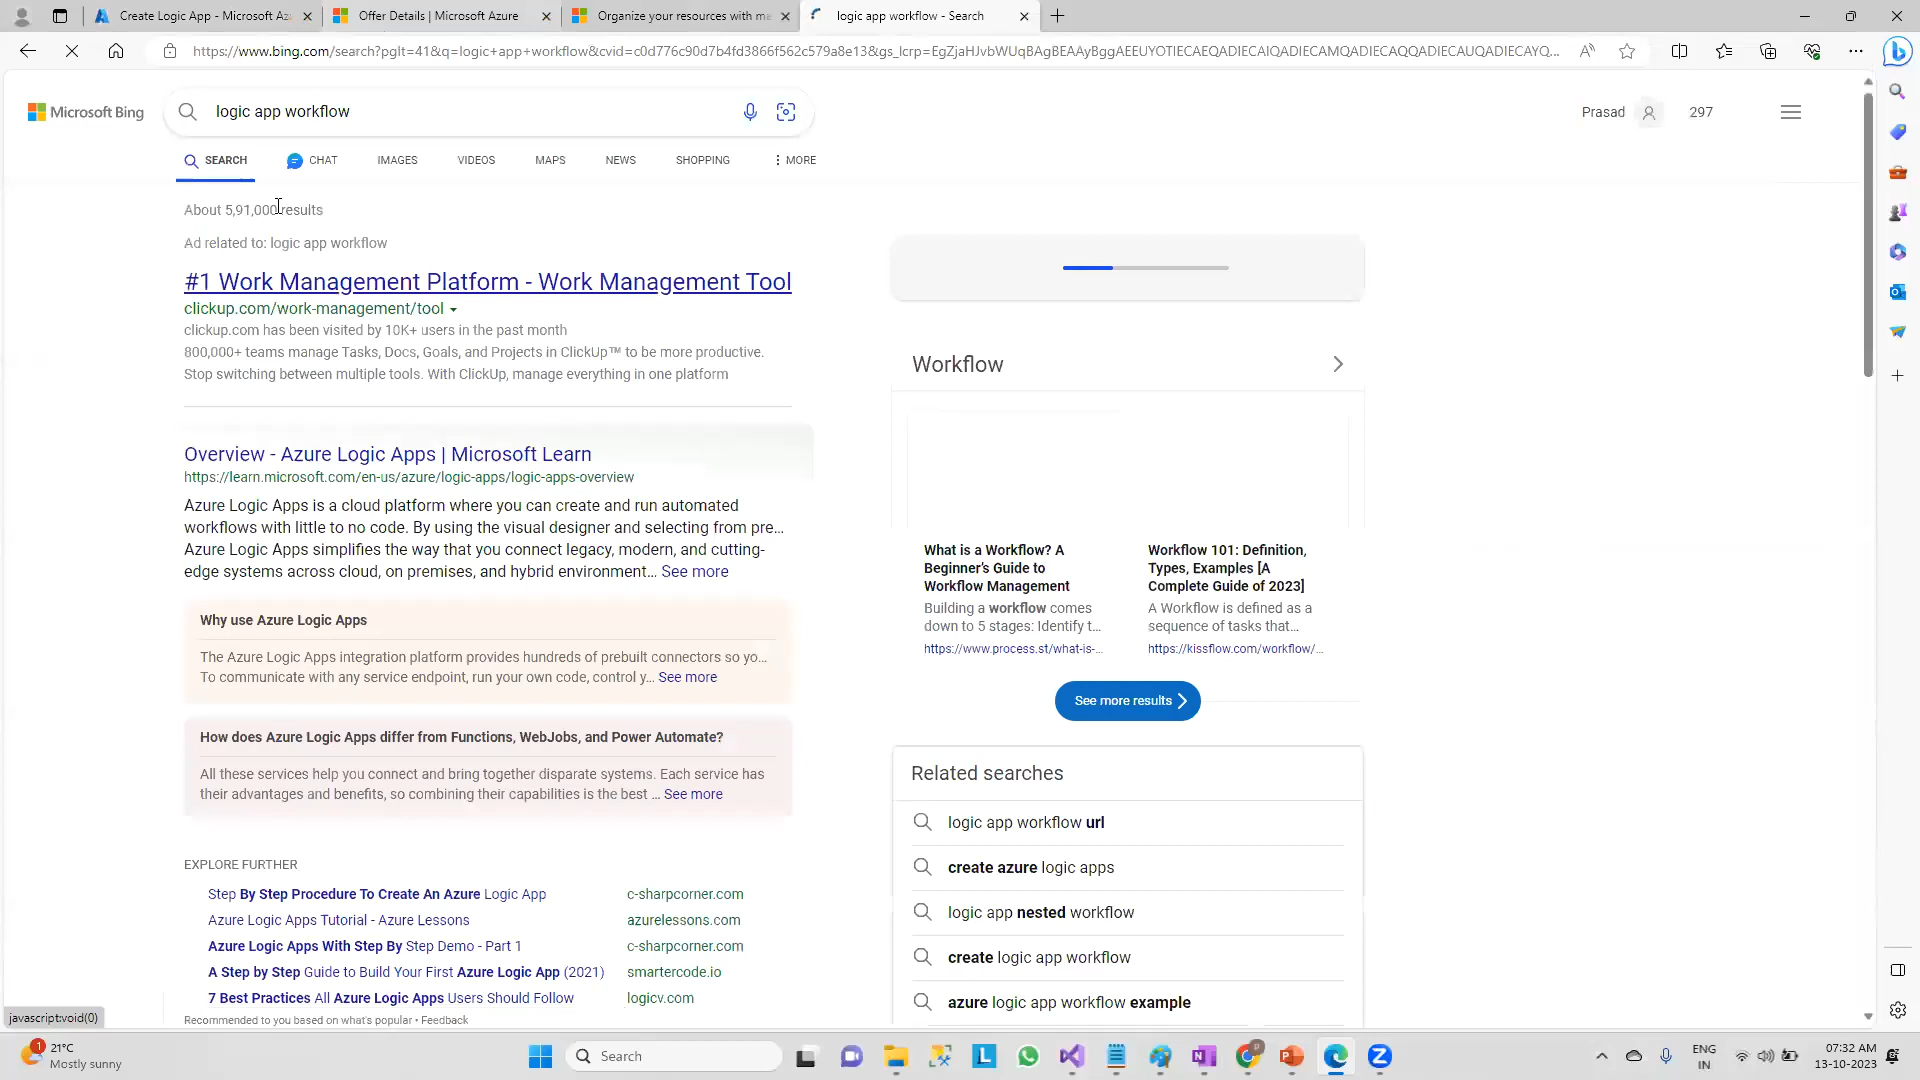 Create Logic App - Microsoft Az
Offer Details | Microsoft Azure
Organize your resources with ma
logic app workflow - Search
https://www.bing.com/search?pglt=41&q=logic+app+workflow&cvid=c0d776c90d7b4fd3866f562c579a8e13&gs_lcrp=EgZjaHJvbWUqBAgBEAAyBggAEEUYOTIECAEQADIECAIQADIECAMQADIECAQQADIECAUQADIECAYQ...
Microsoft Bing
logic app workflow
Prasad
297
SEARCH
CHAT
IMAGES
VIDEOS
MAPS
NEWS
SHOPPING
MORE
About 5,91,000 results
Ad related to: logic app workflow
#1 Work Management Platform - Work Management Tool
clickup.com/work-management/tool
clickup.com has been visited by 10K+ users in the past month
800,000+ teams manage Tasks, Docs, Goals, and Projects in ClickUp™ to be more productive.
Stop switching between multiple tools. With ClickUp, manage everything in one platform
Overview - Azure Logic Apps | Microsoft Learn
https://learn.microsoft.com/en-us/azure/logic-apps/logic-apps-overview
Azure Logic Apps is a cloud platform where you can create and run automated
workflows with little to no code. By using the visual designer and selecting from pre...
Azure Logic Apps simplifies the way that you connect legacy, modern, and cutting-
edge systems across cloud, on premises, and hybrid environment... See more
Why use Azure Logic Apps
The Azure Logic Apps integration platform provides hundreds of prebuilt connectors so yo...
To communicate with any service endpoint, run your own code, control y... See more
How does Azure Logic Apps differ from Functions, WebJobs, and Power Automate?
All these services help you connect and bring together disparate systems. Each service has
their advantages and benefits, so combining their capabilities is the best ... See more
EXPLORE FURTHER
Step By Step Procedure To Create An Azure Logic App
c-sharpcorner.com
Azure Logic Apps Tutorial - Azure Lessons
azurelessons.com
Azure Logic Apps With Step By Step Demo - Part 1
c-sharpcorner.com
A Step by Step Guide to Build Your First Azure Logic App (2021)
smartercode.io
7 Best Practices All Azure Logic Apps Users Should Follow
logicv.com
Recommended to you based on what's popular • Feedback
Workflow
What is a Workflow? A
Beginner's Guide to
Workflow Management
Building a workflow comes
down to 5 stages: Identify t...
https://www.process.st/what-is-...
Workflow 101: Definition,
Types, Examples [A
Complete Guide of 2023]
A Workflow is defined as a
sequence of tasks that...
https://kissflow.com/workflow/...
See more results
Related searches
logic app workflow url
create azure logic apps
logic app nested workflow
create logic app workflow
azure logic app workflow example
javascript:void(0)
1
21°C
Mostly sunny
Search
ENG
IN
07:32 AM
13-10-2023